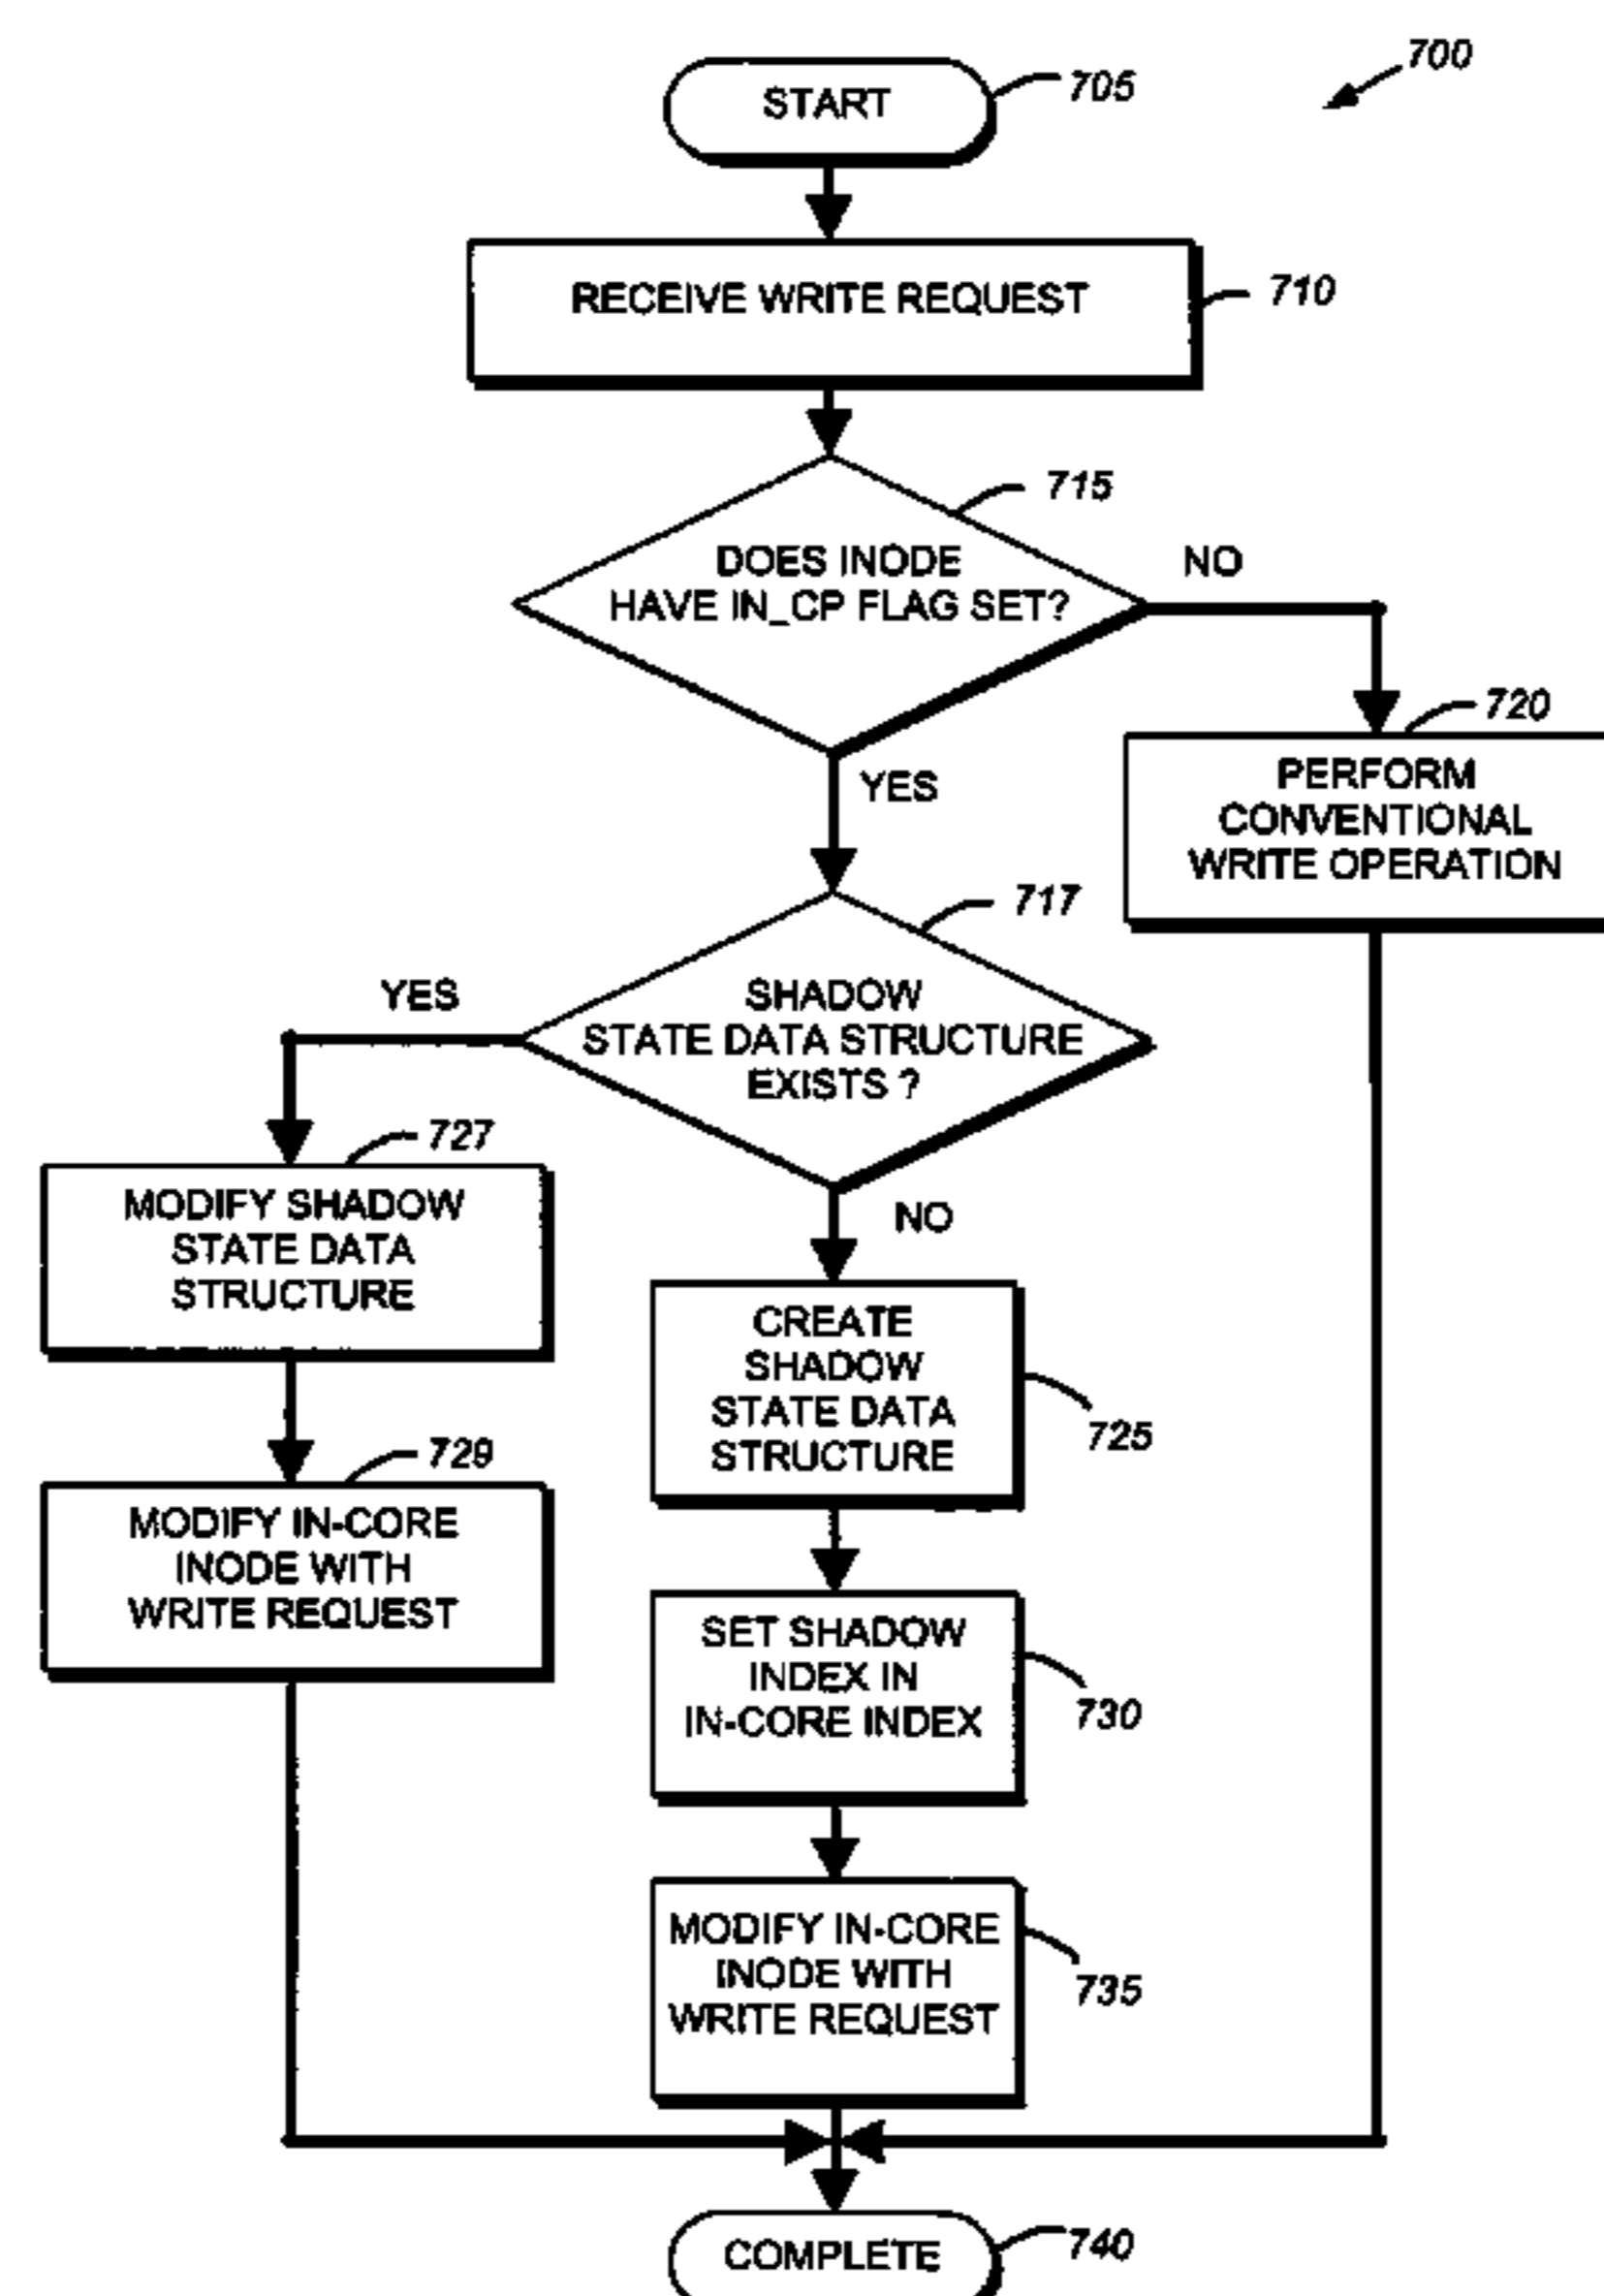 700
START
705
RECEIVE WRITE REQUEST
710
715
DOES INODE
HAVE IN_CP FLAG SET?
NO
720
PERFORM
CONVENTIONAL
WRITE OPERATION
YES
717
SHADOW
STATE DATA STRUCTURE
EXISTS ?
YES
727
MODIFY SHADOW
STATE DATA
STRUCTURE
729
MODIFY IN-CORE
INODE WITH
WRITE REQUEST
NO
CREATE
SHADOW
STATE DATA
STRUCTURE
725
SET SHADOW
INDEX IN
IN-CORE INDEX
730
MODIFY IN-CORE
INODE WITH
WRITE REQUEST
735
COMPLETE
740